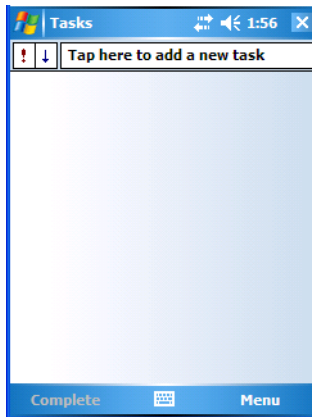 Tasks 1:56
! ↓ Tap here to add a new task
Complete Menu